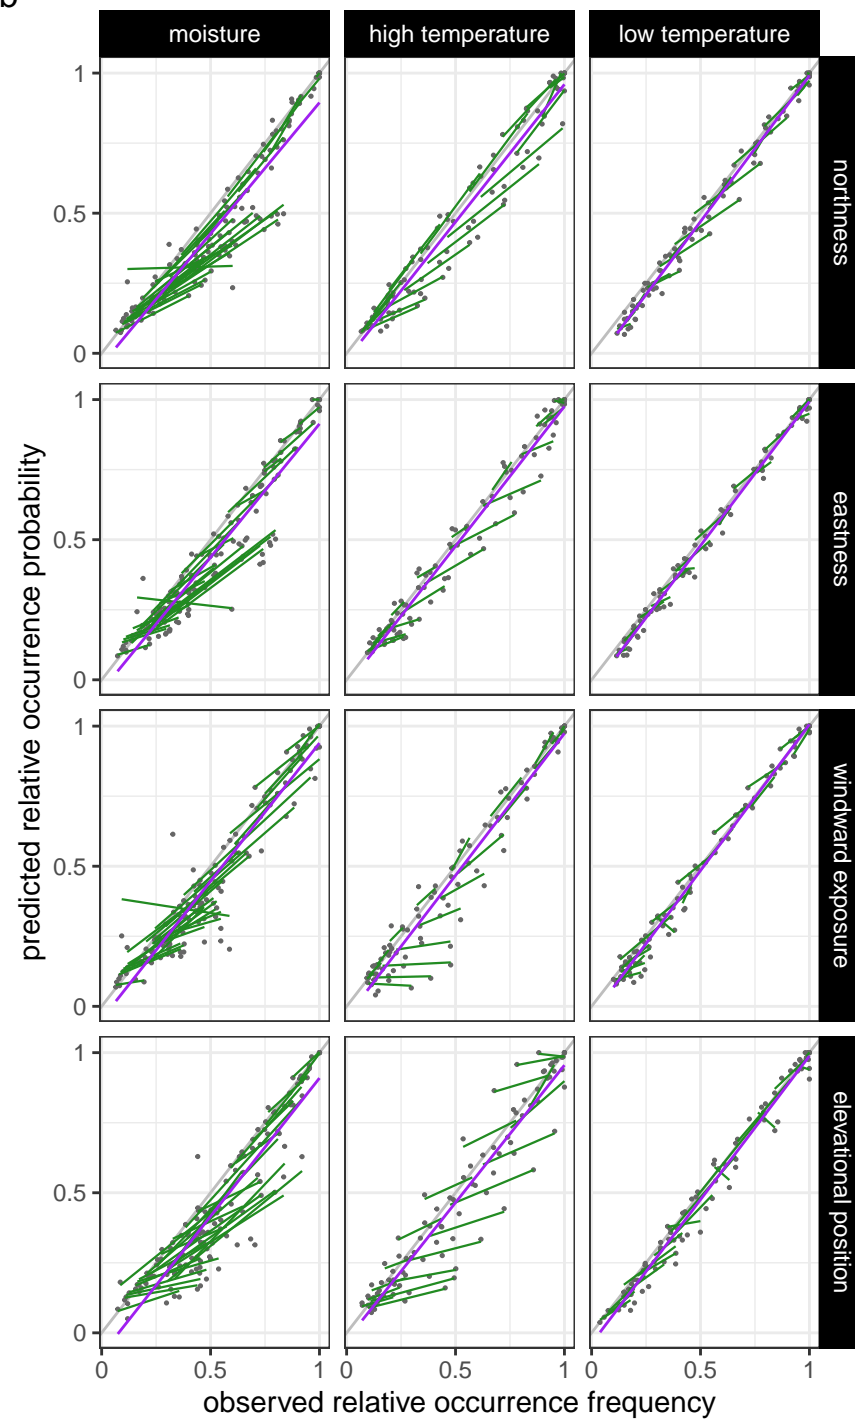 b
moisture
high temperature
low temperature
1
0.5
0
northness
1
0.5
0
eastness
1
0.5
0
windward exposure
1
0.5
0
elevational position
0
0.5
1
0
0.5
1
0
0.5
1
predicted relative occurrence probability
observed relative occurrence frequency